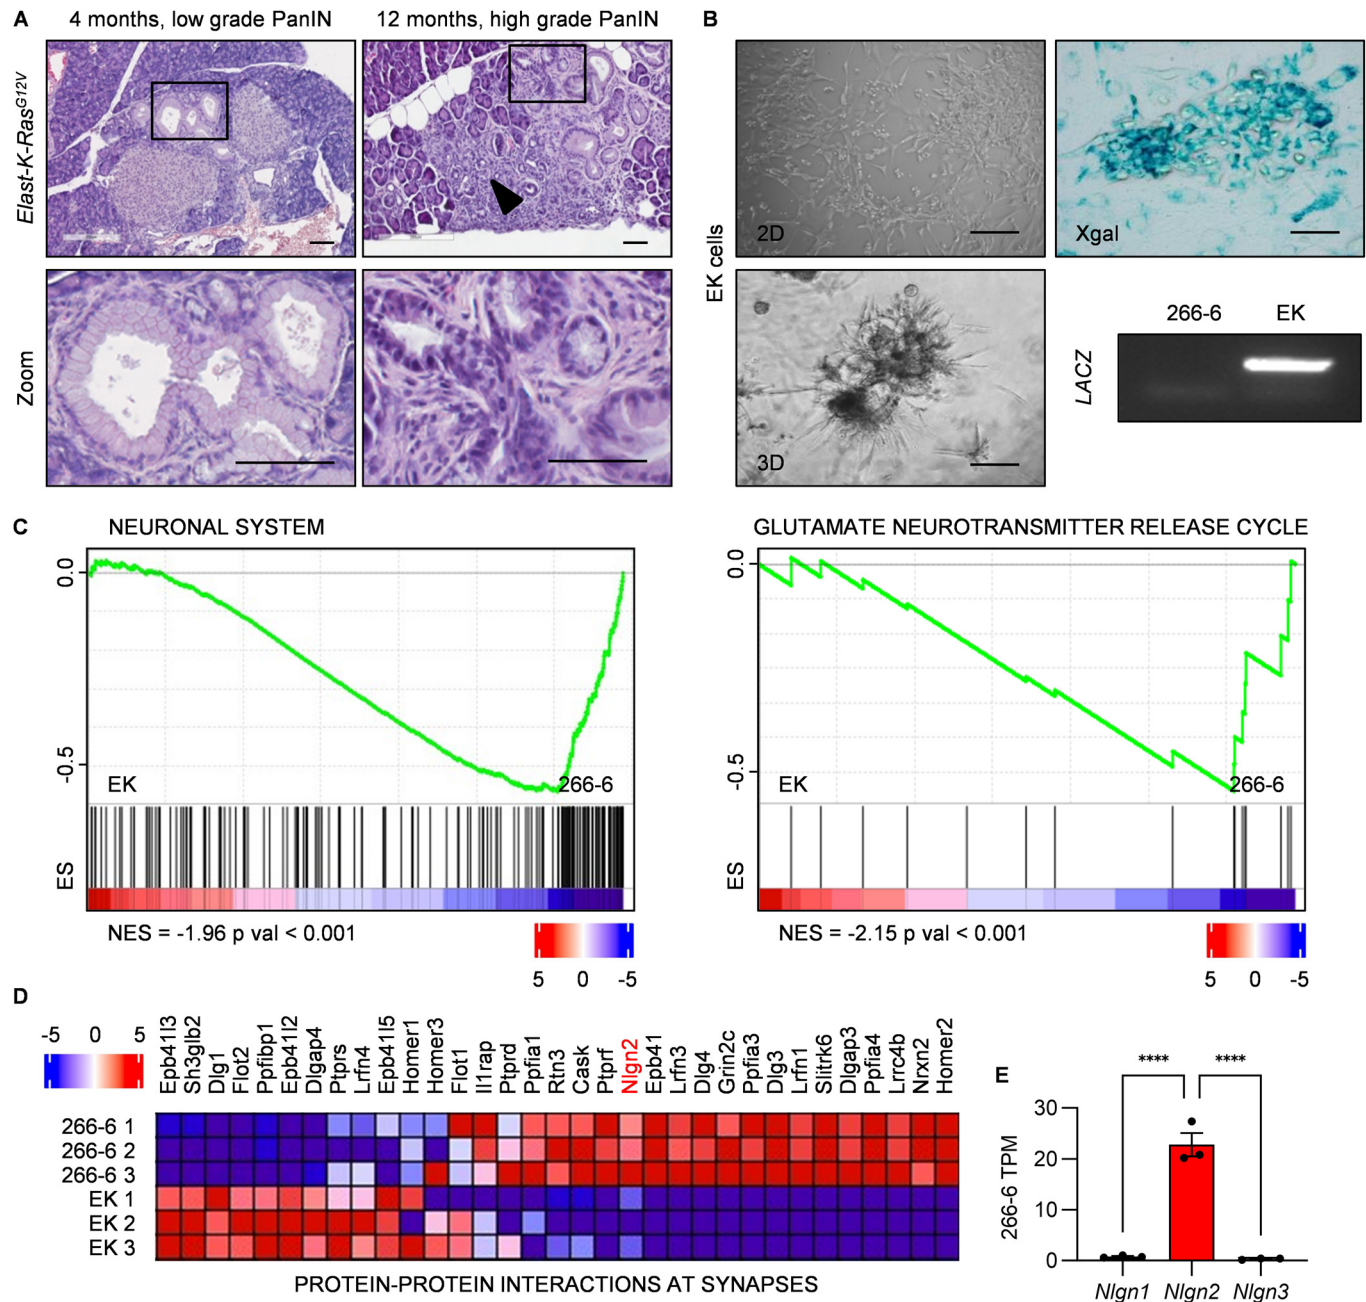 A
4 months, low grade PanIN
12 months, high grade PanIN
Elast-K-Ras^G12V
Zoom
B
EK cells
2D
Xgal
3D
266-6 EK
LACZ
C
NEURONAL SYSTEM
0.0
-0.5
ES
EK
266-6
NES = -1.96 p val < 0.001
5 0 -5
GLUTAMATE NEUROTRANSMITTER RELEASE CYCLE
0.0
-0.5
ES
EK
266-6
NES = -2.15 p val < 0.001
5 0 -5
D
-5 0 5
Epb41l3
Sh3glb2
Dlg1
Flot2
Ppfibp1
Epb41l2
Dlgap4
Ptprs
Lrfn4
Epb41l5
Homer1
Homer3
Flot1
Il1rap
Ptprd
Ppfia1
Rtn3
Cask
Ptprf
Nlgn2
Epb41
Lrfn3
Dlg4
Grin2c
Ppfia3
Dlg3
Lrfn1
Slitrk6
Dlgap3
Ppfia4
Lrrc4b
Nrxn2
Homer2
266-6 1
266-6 2
266-6 3
EK 1
EK 2
EK 3
PROTEIN-PROTEIN INTERACTIONS AT SYNAPSES
E
**** ****
266-6 TPM
30
20
10
0
Nlgn1 Nlgn2 Nlgn3